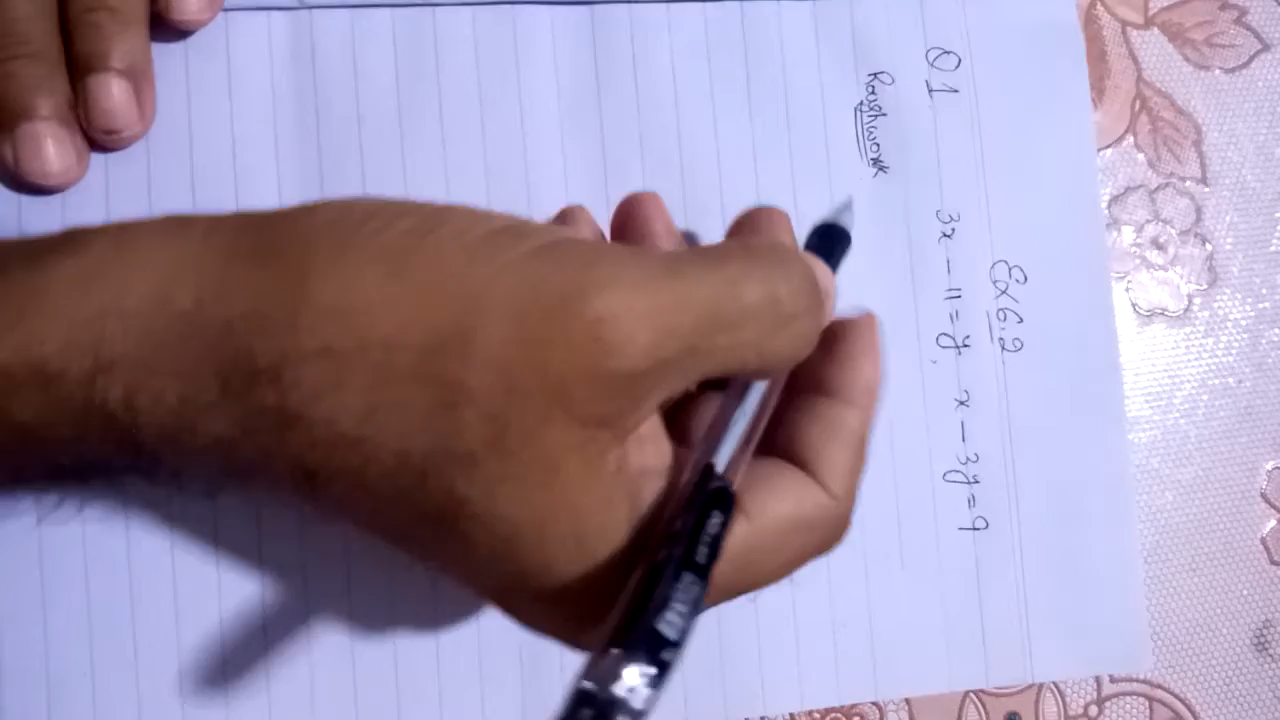 Ex 6.2
Q1 3x - 11 = y, x - 3y = 9
Roughwork